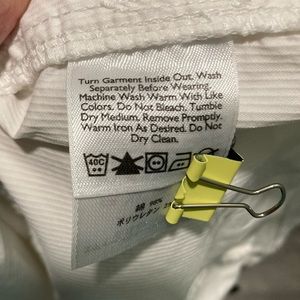 Turn Garment Inside Out. Wash
Separately Before Wearing.
Machine Wash Warm With Like
Colors. Do Not Bleach. Tumble
Dry Medium. Remove Promptly.
Warm Iron As Desired. Do Not
Dry Clean.
40C
綿 98%
ポリウレタン